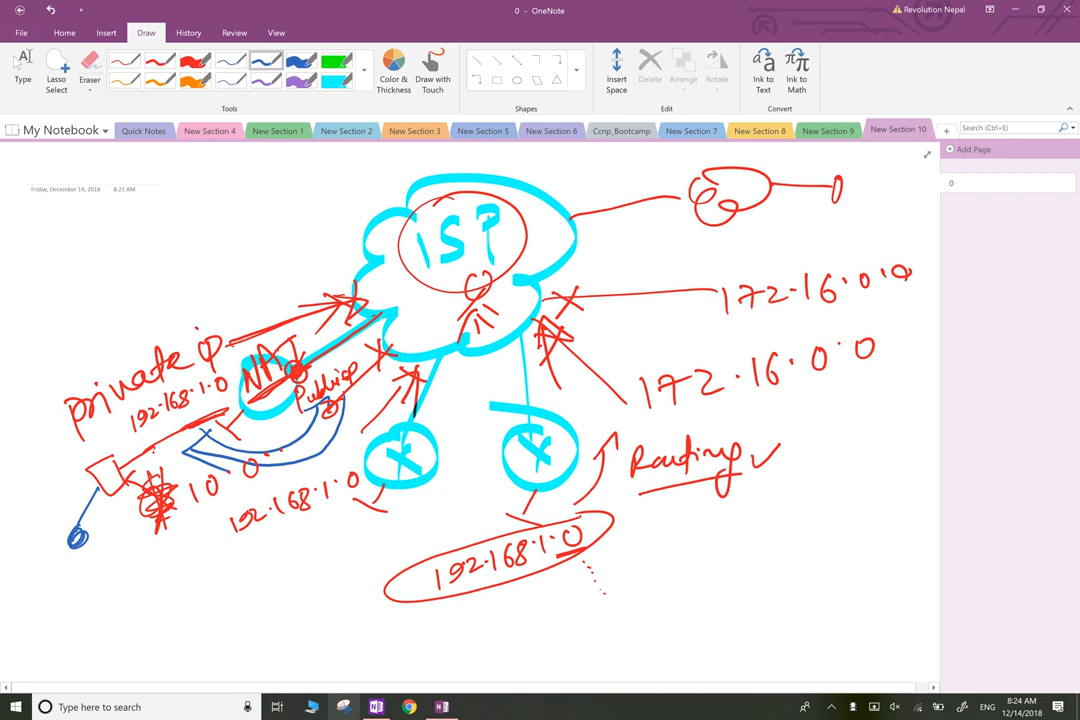 0 - OneNote
Revolution Nepal
File Home Insert Draw History Review View
Type
Lasso Select
Eraser
Color & Thickness
Draw with Touch
Insert Space
Delete
Arrange
Rotate
Ink to Text
Ink to Math
Tools
Shapes
Edit
Convert
My Notebook
Quick Notes
New Section 4
New Section 1
New Section 2
New Section 3
New Section 5
New Section 6
Ccnp_Bootcamp
New Section 7
New Section 8
New Section 9
New Section 10
Search (Ctrl+E)
Add Page
0
Friday, December 14, 2018 8:21 AM
ISP
172.16.0.0
private ip
192.168.1.0
NAT
Public
172.16.0.0
Routing
10.0
192.168.1.0
192.168.1.0
Type here to search
ENG
8:24 AM
12/14/2018